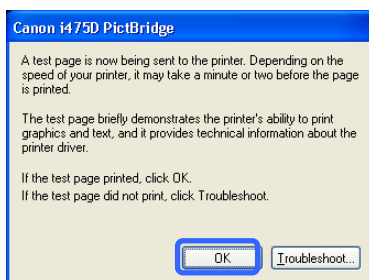 Canon i475D PictBridge
A test page is now being sent to the printer. Depending on the
speed of your printer, it may take a minute or two before the page
is printed.
The test page briefly demonstrates the printer's ability to print
graphics and text, and it provides technical information about the
printer driver.
If the test page printed, click OK.
If the test page did not print, click Troubleshoot.
OK
Troubleshoot...